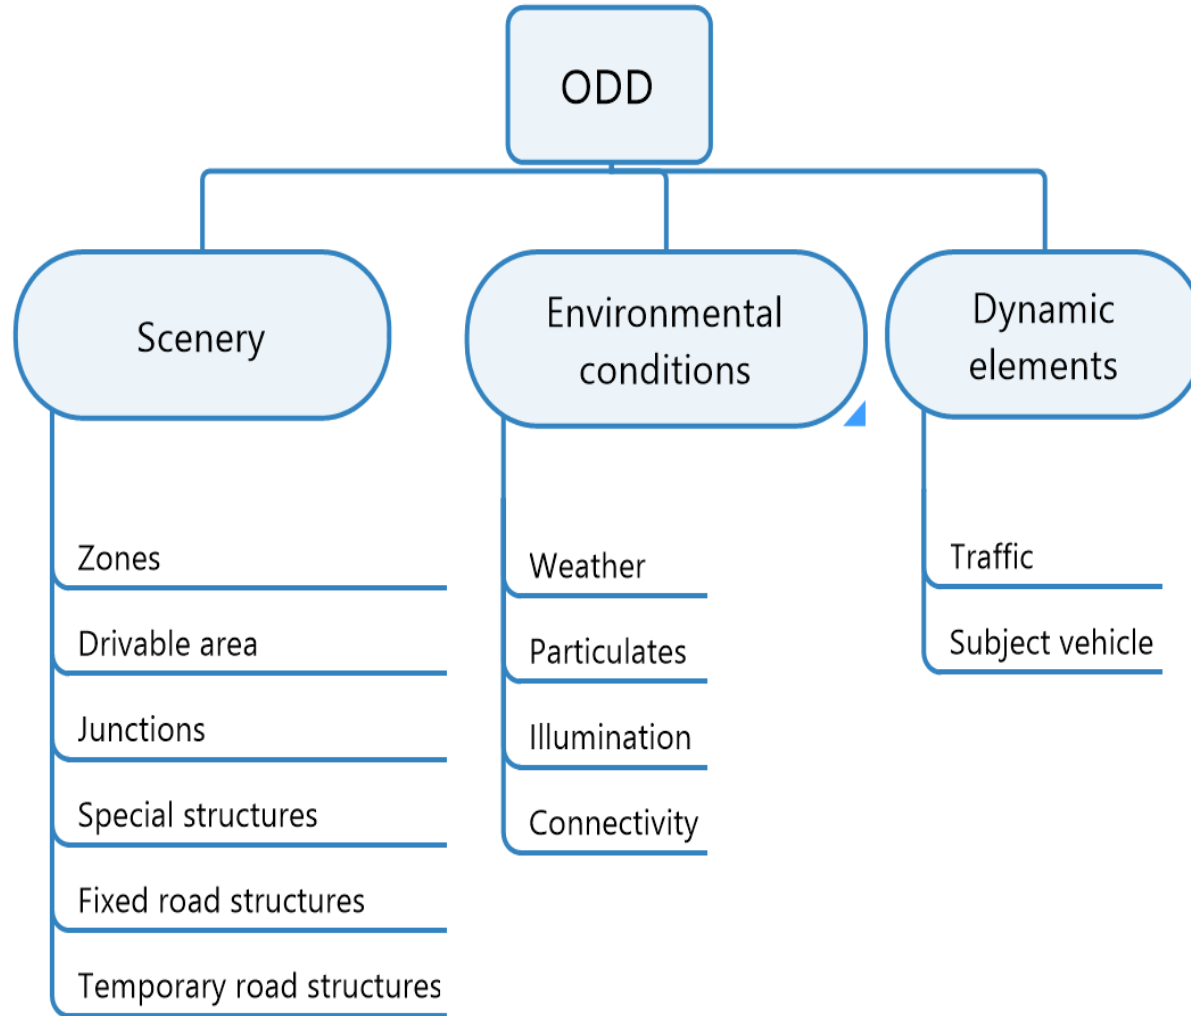 ODD
Scenery
Environmental
conditions
Dynamic
elements
Zones
Drivable area
Junctions
Special structures
Fixed road structures
Temporary road structures
Weather
Particulates
Illumination
Connectivity
Traffic
Subject vehicle